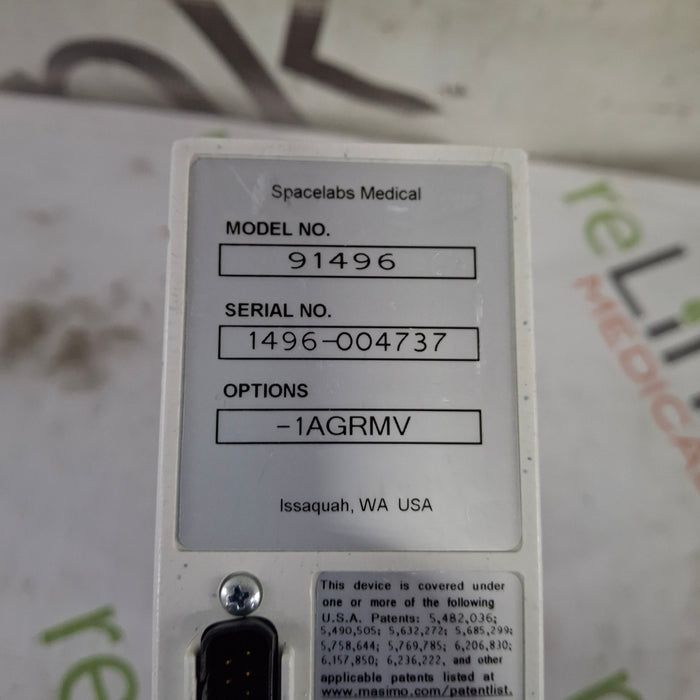 Spacelabs Medical
MODEL NO.
91496
SERIAL NO.
1496-004737
OPTIONS
-1AGRMV
Issaquah, WA USA
This device is covered under
one or more of the following
U.S.A. Patents: 5,482,036;
5,490,505; 5,632,272; 5,685,299;
5,758,644; 5,769,785; 6,206,830;
6,157,850; 6,236,222, and other
applicable patents listed at
www.masimo.com/patentlist.
reLin
MEDICAL
re